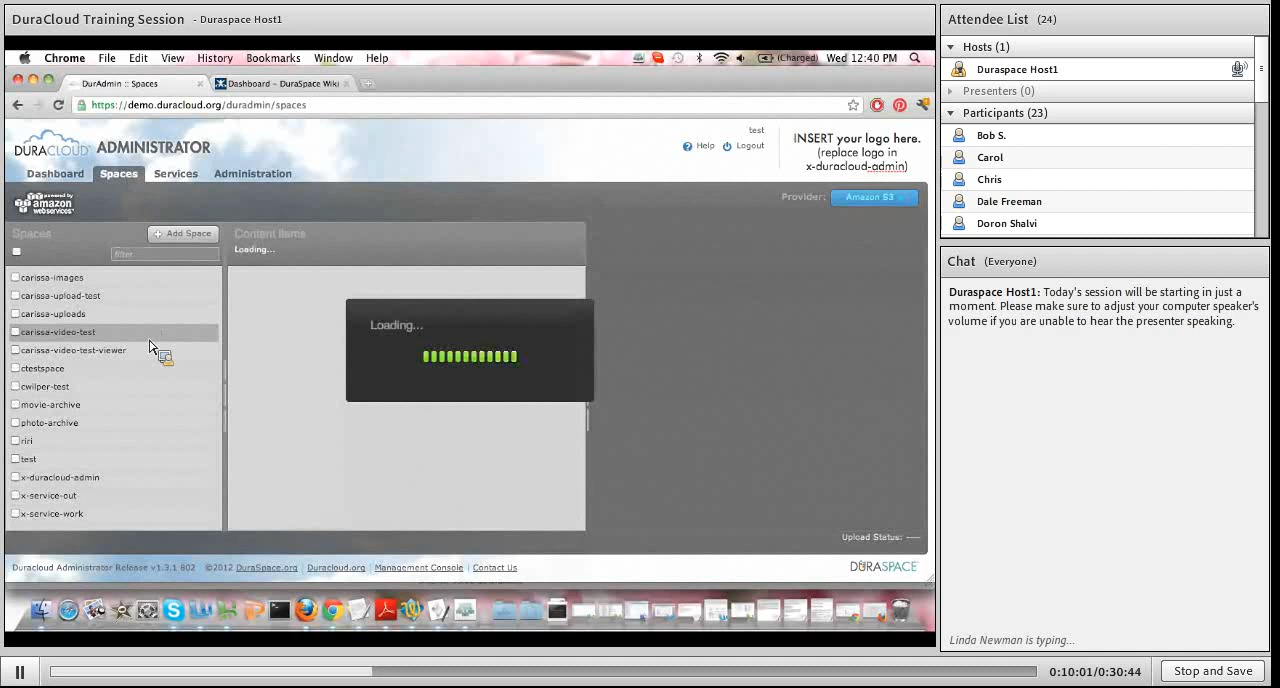 DuraCloud Training Session - Duraspace Host1
Chrome File Edit View History Bookmarks Window Help (Charged) Wed 12:40 PM
DurAdmin :: Spaces Dashboard – DuraSpace Wiki
https://demo.duracloud.org/duradmin/spaces
DURACLOUD ADMINISTRATOR
test
Help Logout
INSERT your logo here.
(replace logo in
x-duracloud-admin)
Dashboard Spaces Services Administration
powered by
amazon
webservices
Provider: Amazon S3
Spaces
Add Space
filter
Content Items
Loading...
carissa-images
carissa-upload-test
carissa-uploads
carissa-video-test
carissa-video-test-viewer
ctestspace
cwilper-test
movie-archive
photo-archive
riri
test
x-duracloud-admin
x-service-out
x-service-work
Loading...
Upload Status: ----
Duracloud Administrator Release v1.3.1 802 ©2012 DuraSpace.org | Duracloud.org | Management Console | Contact Us
DURASPACE
Attendee List (24)
Hosts (1)
Duraspace Host1
Presenters (0)
Participants (23)
Bob S.
Carol
Chris
Dale Freeman
Doron Shalvi
Chat (Everyone)
Duraspace Host1: Today's session will be starting in just a
moment. Please make sure to adjust your computer speaker's
volume if you are unable to hear the presenter speaking.
Linda Newman is typing...
0:10:01/0:30:44
Stop and Save